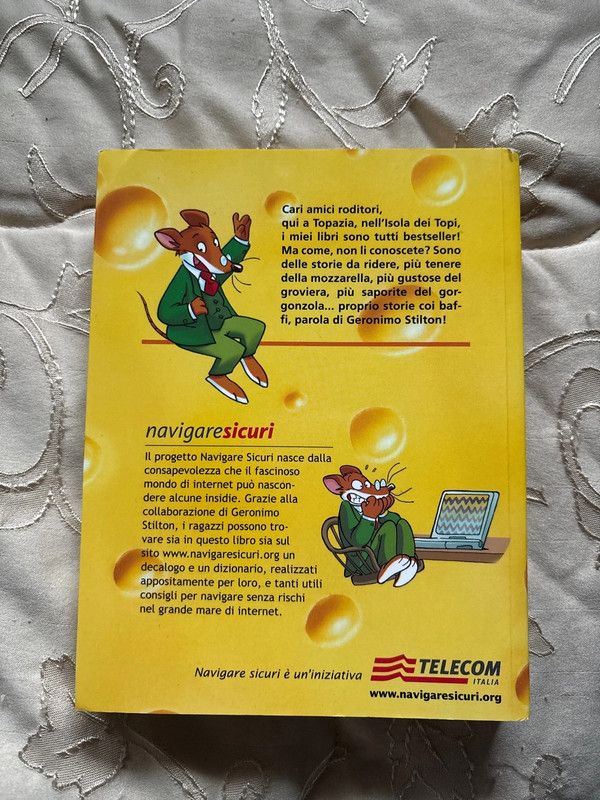 Cari amici roditori,
qui a Topazia, nell'Isola dei Topi,
i miei libri sono tutti bestseller!
Ma come, non li conoscete? Sono
delle storie da ridere, più tenere
della mozzarella, più gustose del
groviera, più saporite del gor-
gonzola... proprio storie coi baf-
fi, parola di Geronimo Stilton!
navigaresicuri
Il progetto Navigare Sicuri nasce dalla
consapevolezza che il fascinoso
mondo di internet può nascon-
dere alcune insidie. Grazie alla
collaborazione di Geronimo
Stilton, i ragazzi possono tro-
vare sia in questo libro sia sul
sito www.navigaresicuri.org un
decalogo e un dizionario, realizzati
appositamente per loro, e tanti utili
consigli per navigare senza rischi
nel grande mare di internet.
Navigare sicuri è un'iniziativa
TELECOM
ITALIA
www.navigaresicuri.org